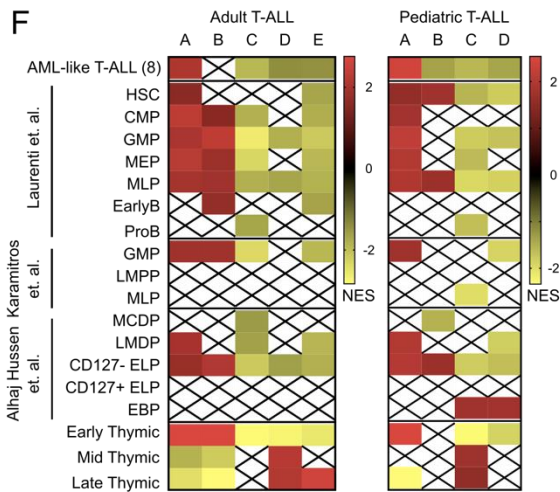 F
Adult T-ALL
Pediatric T-ALL
A B C D E
A B C D
AML-like T-ALL (8)
Laurenti et. al.
HSC
CMP
GMP
MEP
MLP
EarlyB
ProB
Karamitros et. al.
GMP
LMPP
MLP
Alhaj Hussen et. al.
MCDP
LMDP
CD127- ELP
CD127+ ELP
EBP
Early Thymic
Mid Thymic
Late Thymic
2
0
-2
NES
2
0
-2
NES